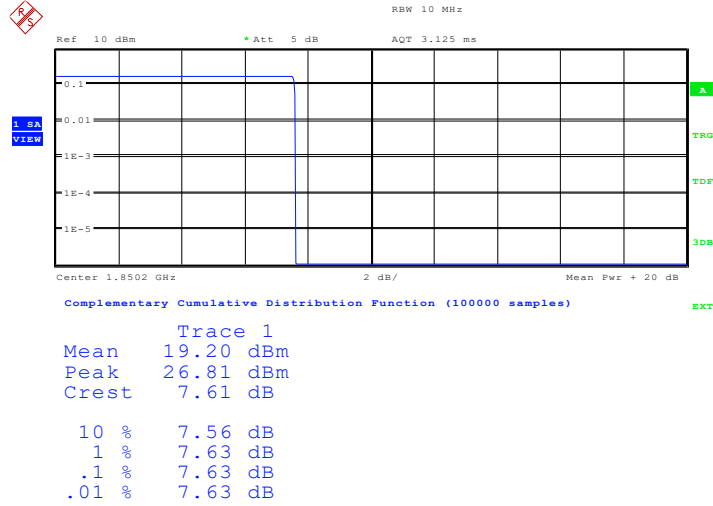 RBW 10 MHz
Ref 10 dBm * Att 5 dB AQT 3.125 ms
R S
0.1
A
0.01
1 SA
VIEW
TRG
1E-3
TDF
1E-4
1E-5
3DB
Center 1.8502 GHz 2 dB/ Mean Pwr + 20 dB
Complementary Cumulative Distribution Function (100000 samples)
EXT
Trace 1
Mean 19.20 dBm
Peak 26.81 dBm
Crest 7.61 dB
10 % 7.56 dB
1 % 7.63 dB
.1 % 7.63 dB
.01 % 7.63 dB